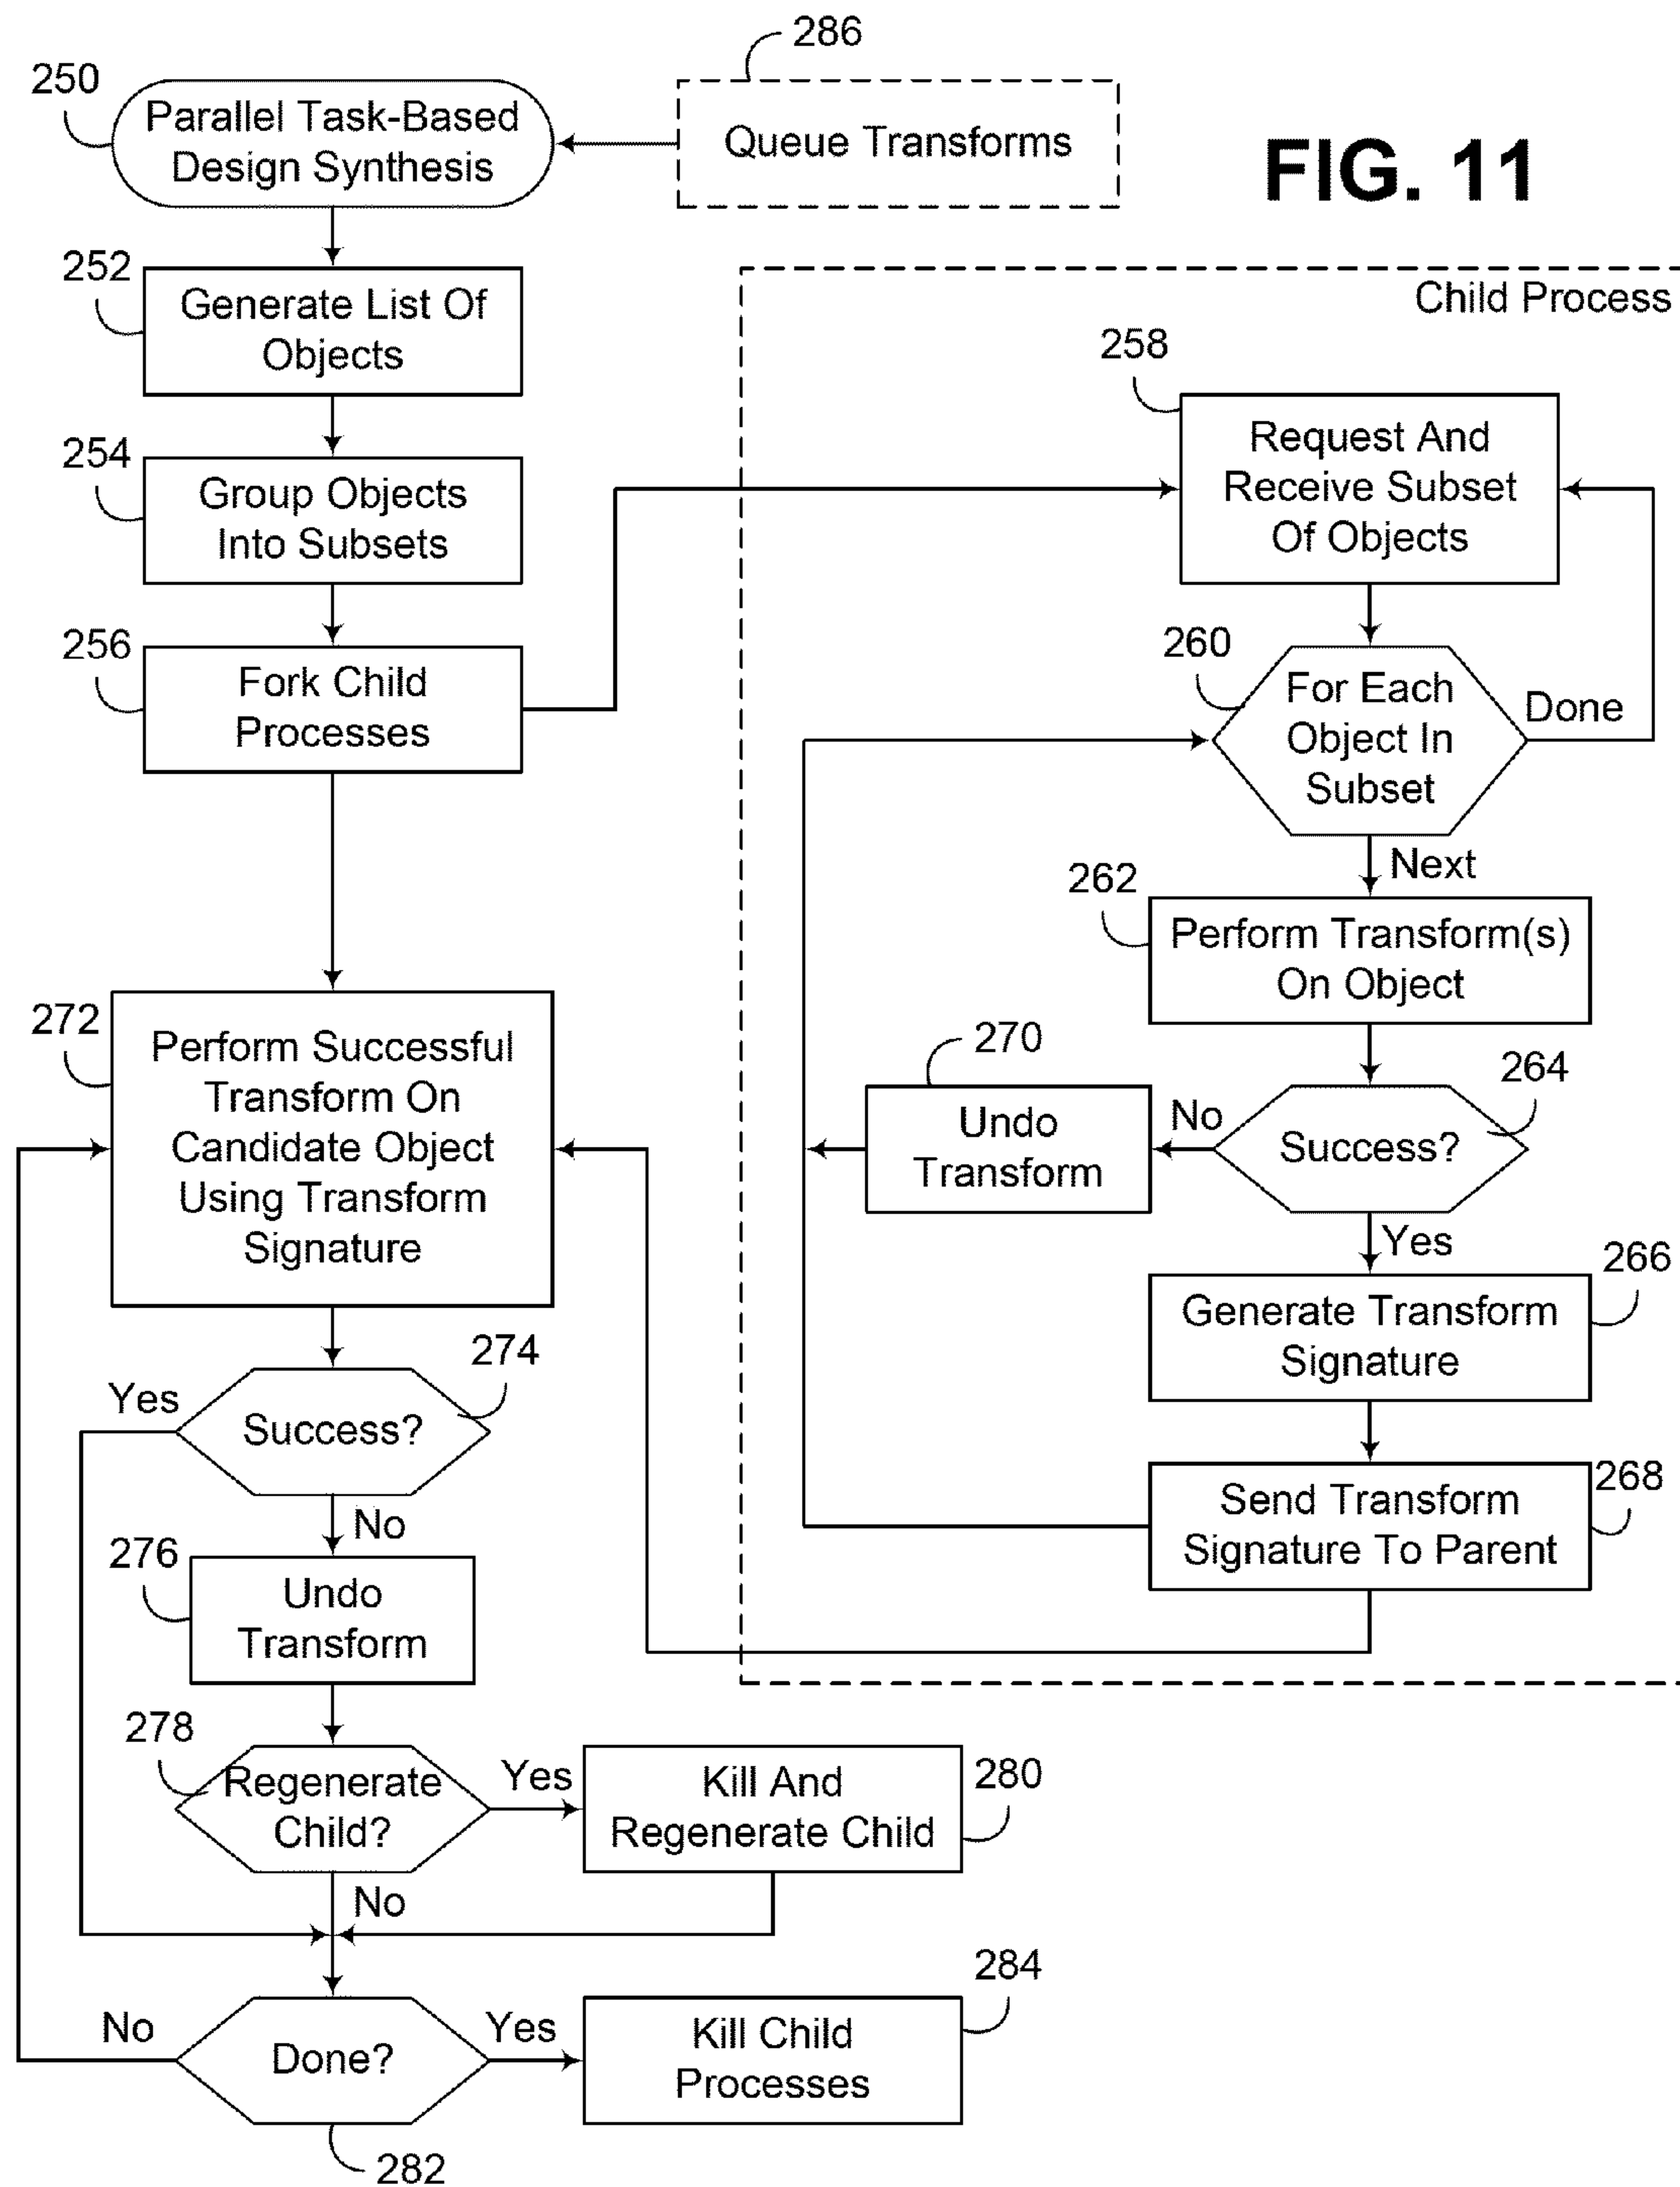 286
250
Parallel Task-Based
Design Synthesis
Queue Transforms
FIG. 11
252
Generate List Of
Objects
Child Process
258
Request And
Receive Subset
Of Objects
254
Group Objects
Into Subsets
256
Fork Child
Processes
260
For Each
Object In
Subset
Done
Next
262
Perform Transform(s)
On Object
272
Perform Successful
Transform On
Candidate Object
Using Transform
Signature
270
Undo
Transform
No
264
Success?
Yes
266
Generate Transform
Signature
268
Send Transform
Signature To Parent
274
Yes
Success?
No
276
Undo
Transform
278
Regenerate
Child?
Yes
Kill And
Regenerate Child
280
No
284
No
Done?
Yes
Kill Child
Processes
282